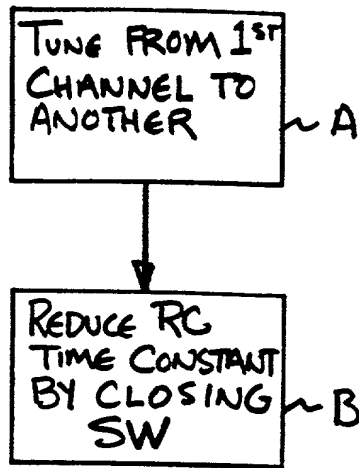 TUNE FROM 1ST
CHANNEL TO
ANOTHER
A
REDUCE RC
TIME CONSTANT
BY CLOSING
SW
B